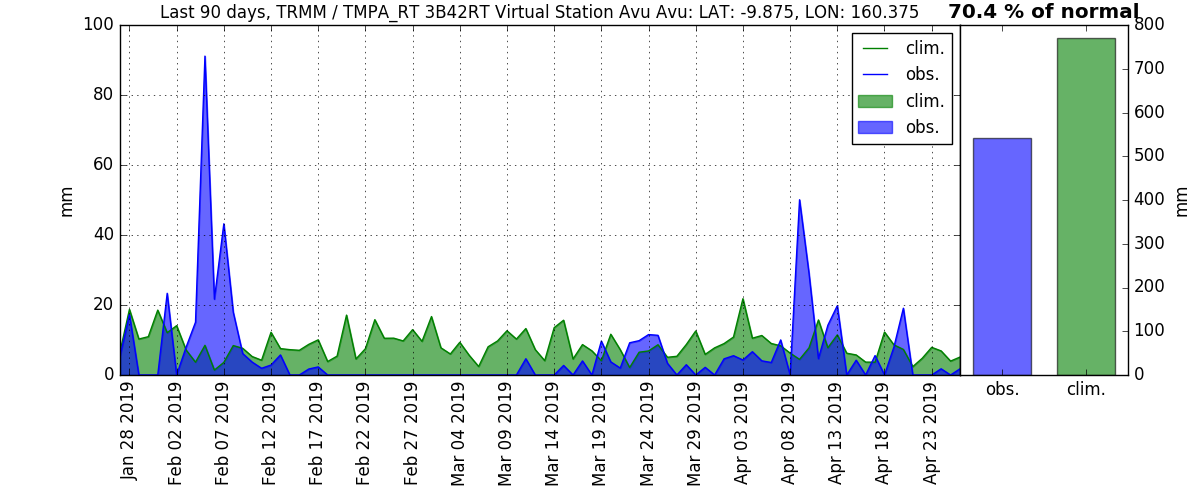 Last 90 days, TRMM / TMPA_RT 3B42RT Virtual Station Avu Avu: LAT: -9.875, LON: 160.375
70.4 % of normal
mm
100
80
60
40
20
0
clim.
obs.
clim.
obs.
Jan 28 2019
Feb 02 2019
Feb 07 2019
Feb 12 2019
Feb 17 2019
Feb 22 2019
Feb 27 2019
Mar 04 2019
Mar 09 2019
Mar 14 2019
Mar 19 2019
Mar 24 2019
Mar 29 2019
Apr 03 2019
Apr 08 2019
Apr 13 2019
Apr 18 2019
Apr 23 2019
obs.
clim.
800
700
600
500
400
300
200
100
0
mm